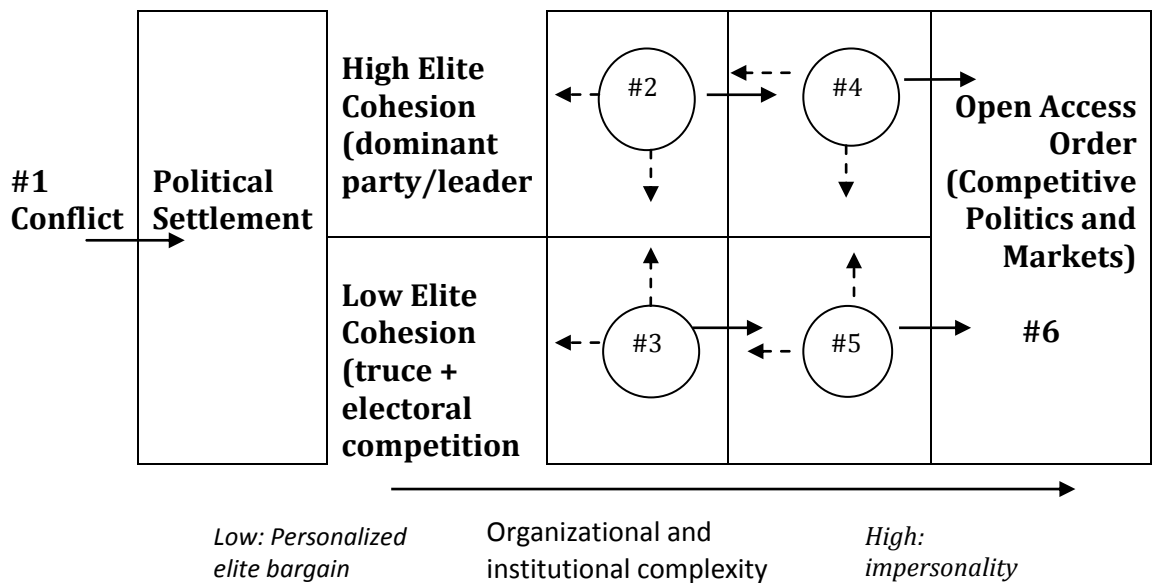 #1
Conflict
Political
Settlement
High Elite
Cohesion
(dominant
party/leader
#2
#4
Open Access
Order
(Competitive
Politics and
Markets)
#6
Low Elite
Cohesion
(truce +
electoral
competition
#3
#5
Low: Personalized
elite bargain
Organizational and
institutional complexity
High:
impersonality